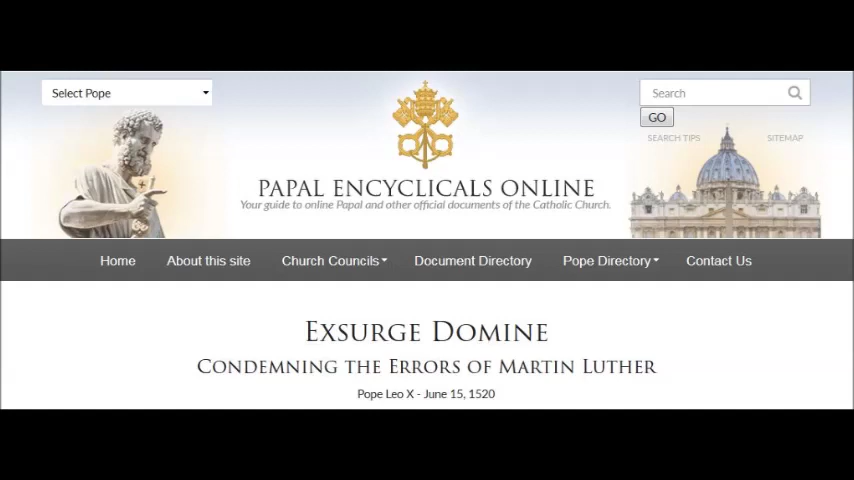 Select Pope
Search
GO
SEARCH TIPS
SITEMAP
PAPAL ENCYCLICALS ONLINE
Your guide to online Papal and other official documents of the Catholic Church.
Home About this site Church Councils Document Directory Pope Directory Contact Us
EXSURGE DOMINE
CONDEMNING THE ERRORS OF MARTIN LUTHER
Pope Leo X - June 15, 1520